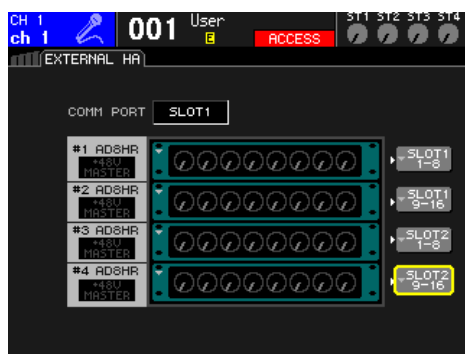 CH 1
ch 1
001
User
E
ACCESS
ST1 ST2 ST3 ST4
EXTERNAL HA
COMM PORT SLOT1
#1 AD8HR
+48V
MASTER
SLOT1
1-8
#2 AD8HR
+48V
MASTER
SLOT1
9-16
#3 AD8HR
+48V
MASTER
SLOT2
1-8
#4 AD8HR
+48V
MASTER
SLOT2
9-16